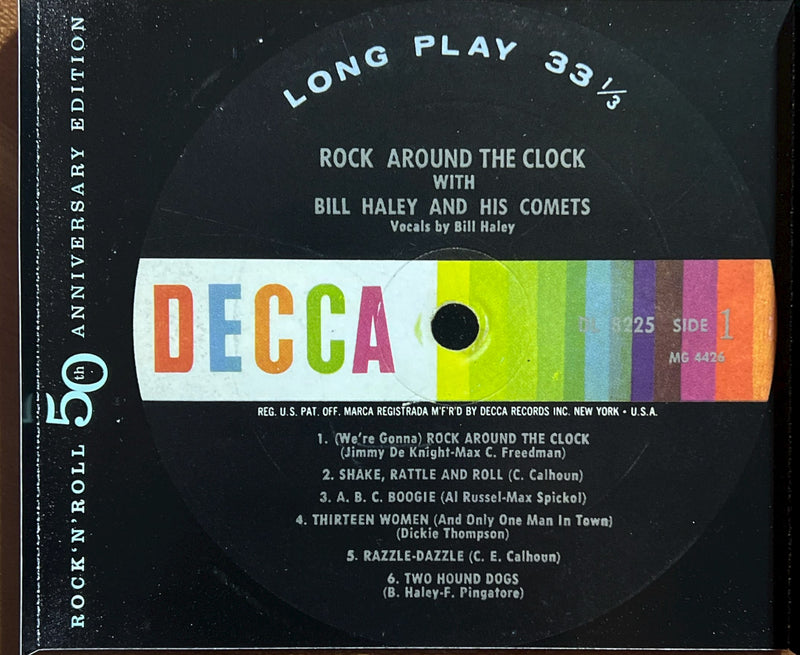 ROCK'N'ROLL 50th ANNIVERSARY EDITION
LONG PLAY 33 1/3
ROCK AROUND THE CLOCK
WITH
BILL HALEY AND HIS COMETS
Vocals by Bill Haley
DECCA
DL 8225 SIDE 1
MG 4426
REG. U.S. PAT. OFF. MARCA REGISTRADA M'F'R'D BY DECCA RECORDS INC. NEW YORK • U.S.A.
1. (We're Gonna) ROCK AROUND THE CLOCK
(Jimmy De Knight-Max C. Freedman)
2. SHAKE, RATTLE AND ROLL (C. Calhoun)
3. A. B. C. BOOGIE (Al Russel-Max Spickol)
4. THIRTEEN WOMEN (And Only One Man In Town)
(Dickie Thompson)
5. RAZZLE-DAZZLE (C. E. Calhoun)
6. TWO HOUND DOGS
(B. Haley-F. Pingatore)